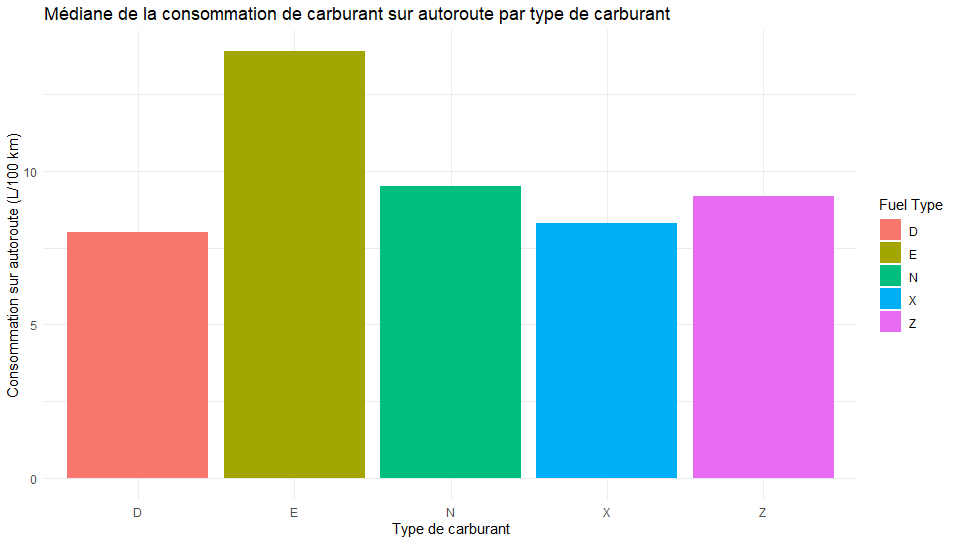 Médiane de la consommation de carburant sur autoroute par type de carburant
Consommation sur autoroute (L/100 km)
10
5
0
D
E
N
X
Z
Type de carburant
Fuel Type
D
E
N
X
Z